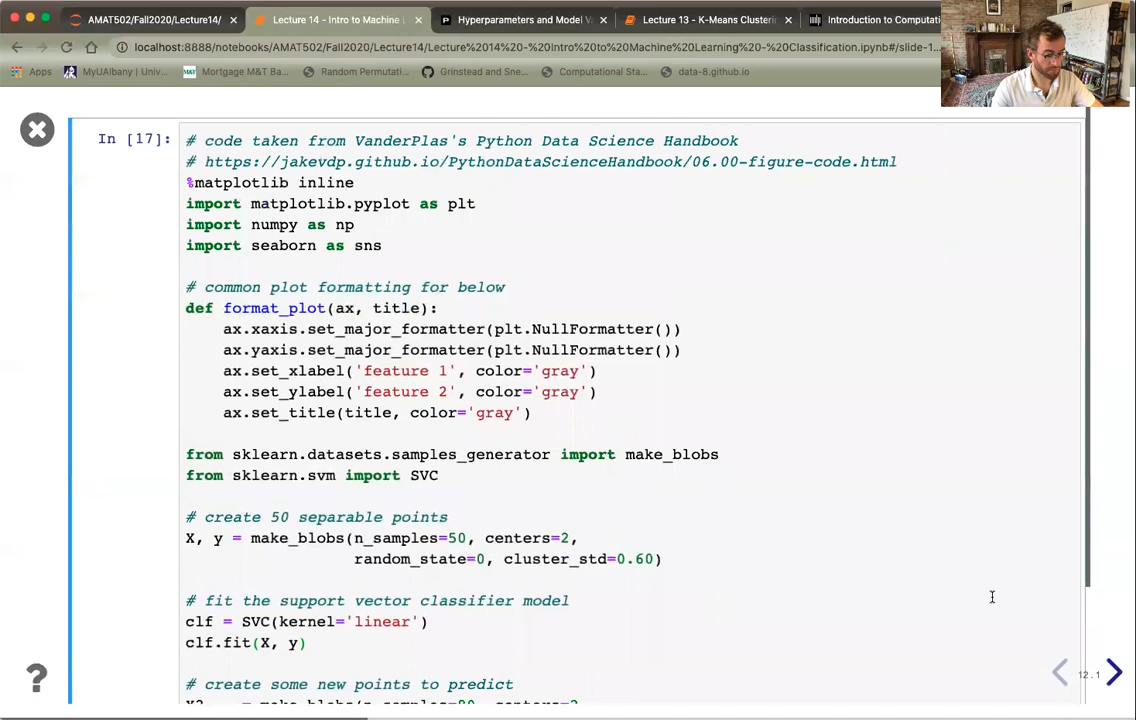 AMAT502/Fall2020/Lecture14/
Lecture 14 - Intro to Machine L
Hyperparameters and Model V
Lecture 13 - K-Means Clusteri
Introduction to Computati
localhost:8888/notebooks/AMAT502/Fall2020/Lecture14/Lecture%2014%20-%20Intro%20to%20Machine%20Learning%20-%20Classification.ipynb#/slide-1...
Apps
MyUAlbany | Univ...
Mortgage M&T Ba...
Random Permutati...
Grinstead and Sne...
Computational Sta...
data-8.github.io
In [17]:
# code taken from VanderPlas's Python Data Science Handbook
# https://jakevdp.github.io/PythonDataScienceHandbook/06.00-figure-code.html
%matplotlib inline
import matplotlib.pyplot as plt
import numpy as np
import seaborn as sns
# common plot formatting for below
def format_plot(ax, title):
    ax.xaxis.set_major_formatter(plt.NullFormatter())
    ax.yaxis.set_major_formatter(plt.NullFormatter())
    ax.set_xlabel('feature 1', color='gray')
    ax.set_ylabel('feature 2', color='gray')
    ax.set_title(title, color='gray')
from sklearn.datasets.samples_generator import make_blobs
from sklearn.svm import SVC
# create 50 separable points
X, y = make_blobs(n_samples=50, centers=2,
                  random_state=0, cluster_std=0.60)
# fit the support vector classifier model
clf = SVC(kernel='linear')
clf.fit(X, y)
# create some new points to predict
X2, _ = make_blobs(n_samples=80, centers=2,
12.1